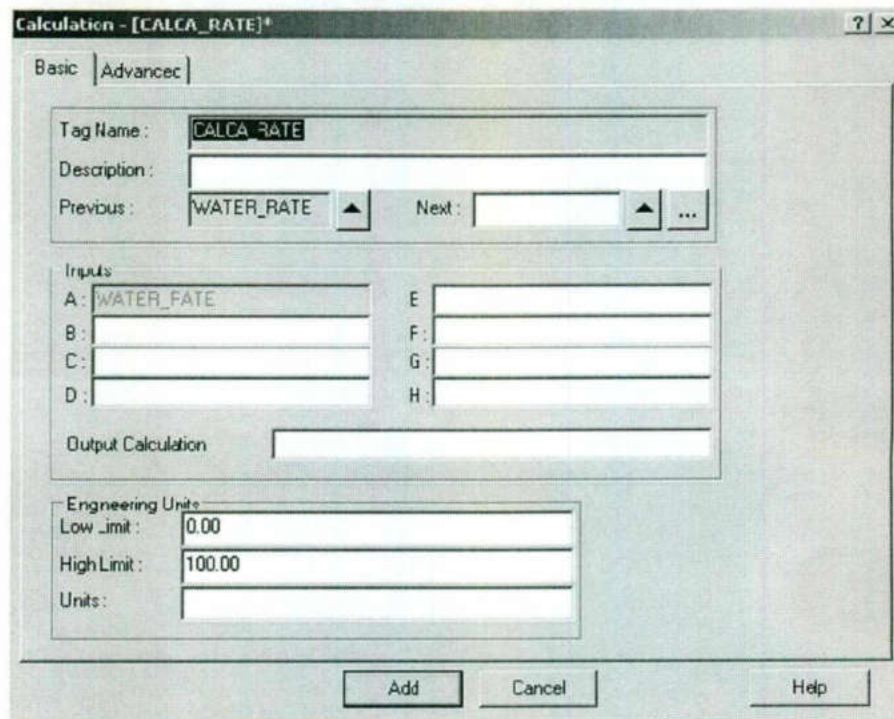 Calculation - [CALCA_RATE]*
Basic
Advancec
Tag Name : CALCA_RATE
Description :
Previous : WATER_RATE Next : ...
Inputs
A : WATER_FATE E
B : F :
C : G :
D : H :
Output Calculation
Engineering Units
Low Limit : 0.00
High Limit : 100.00
Units :
Add Cancel Help